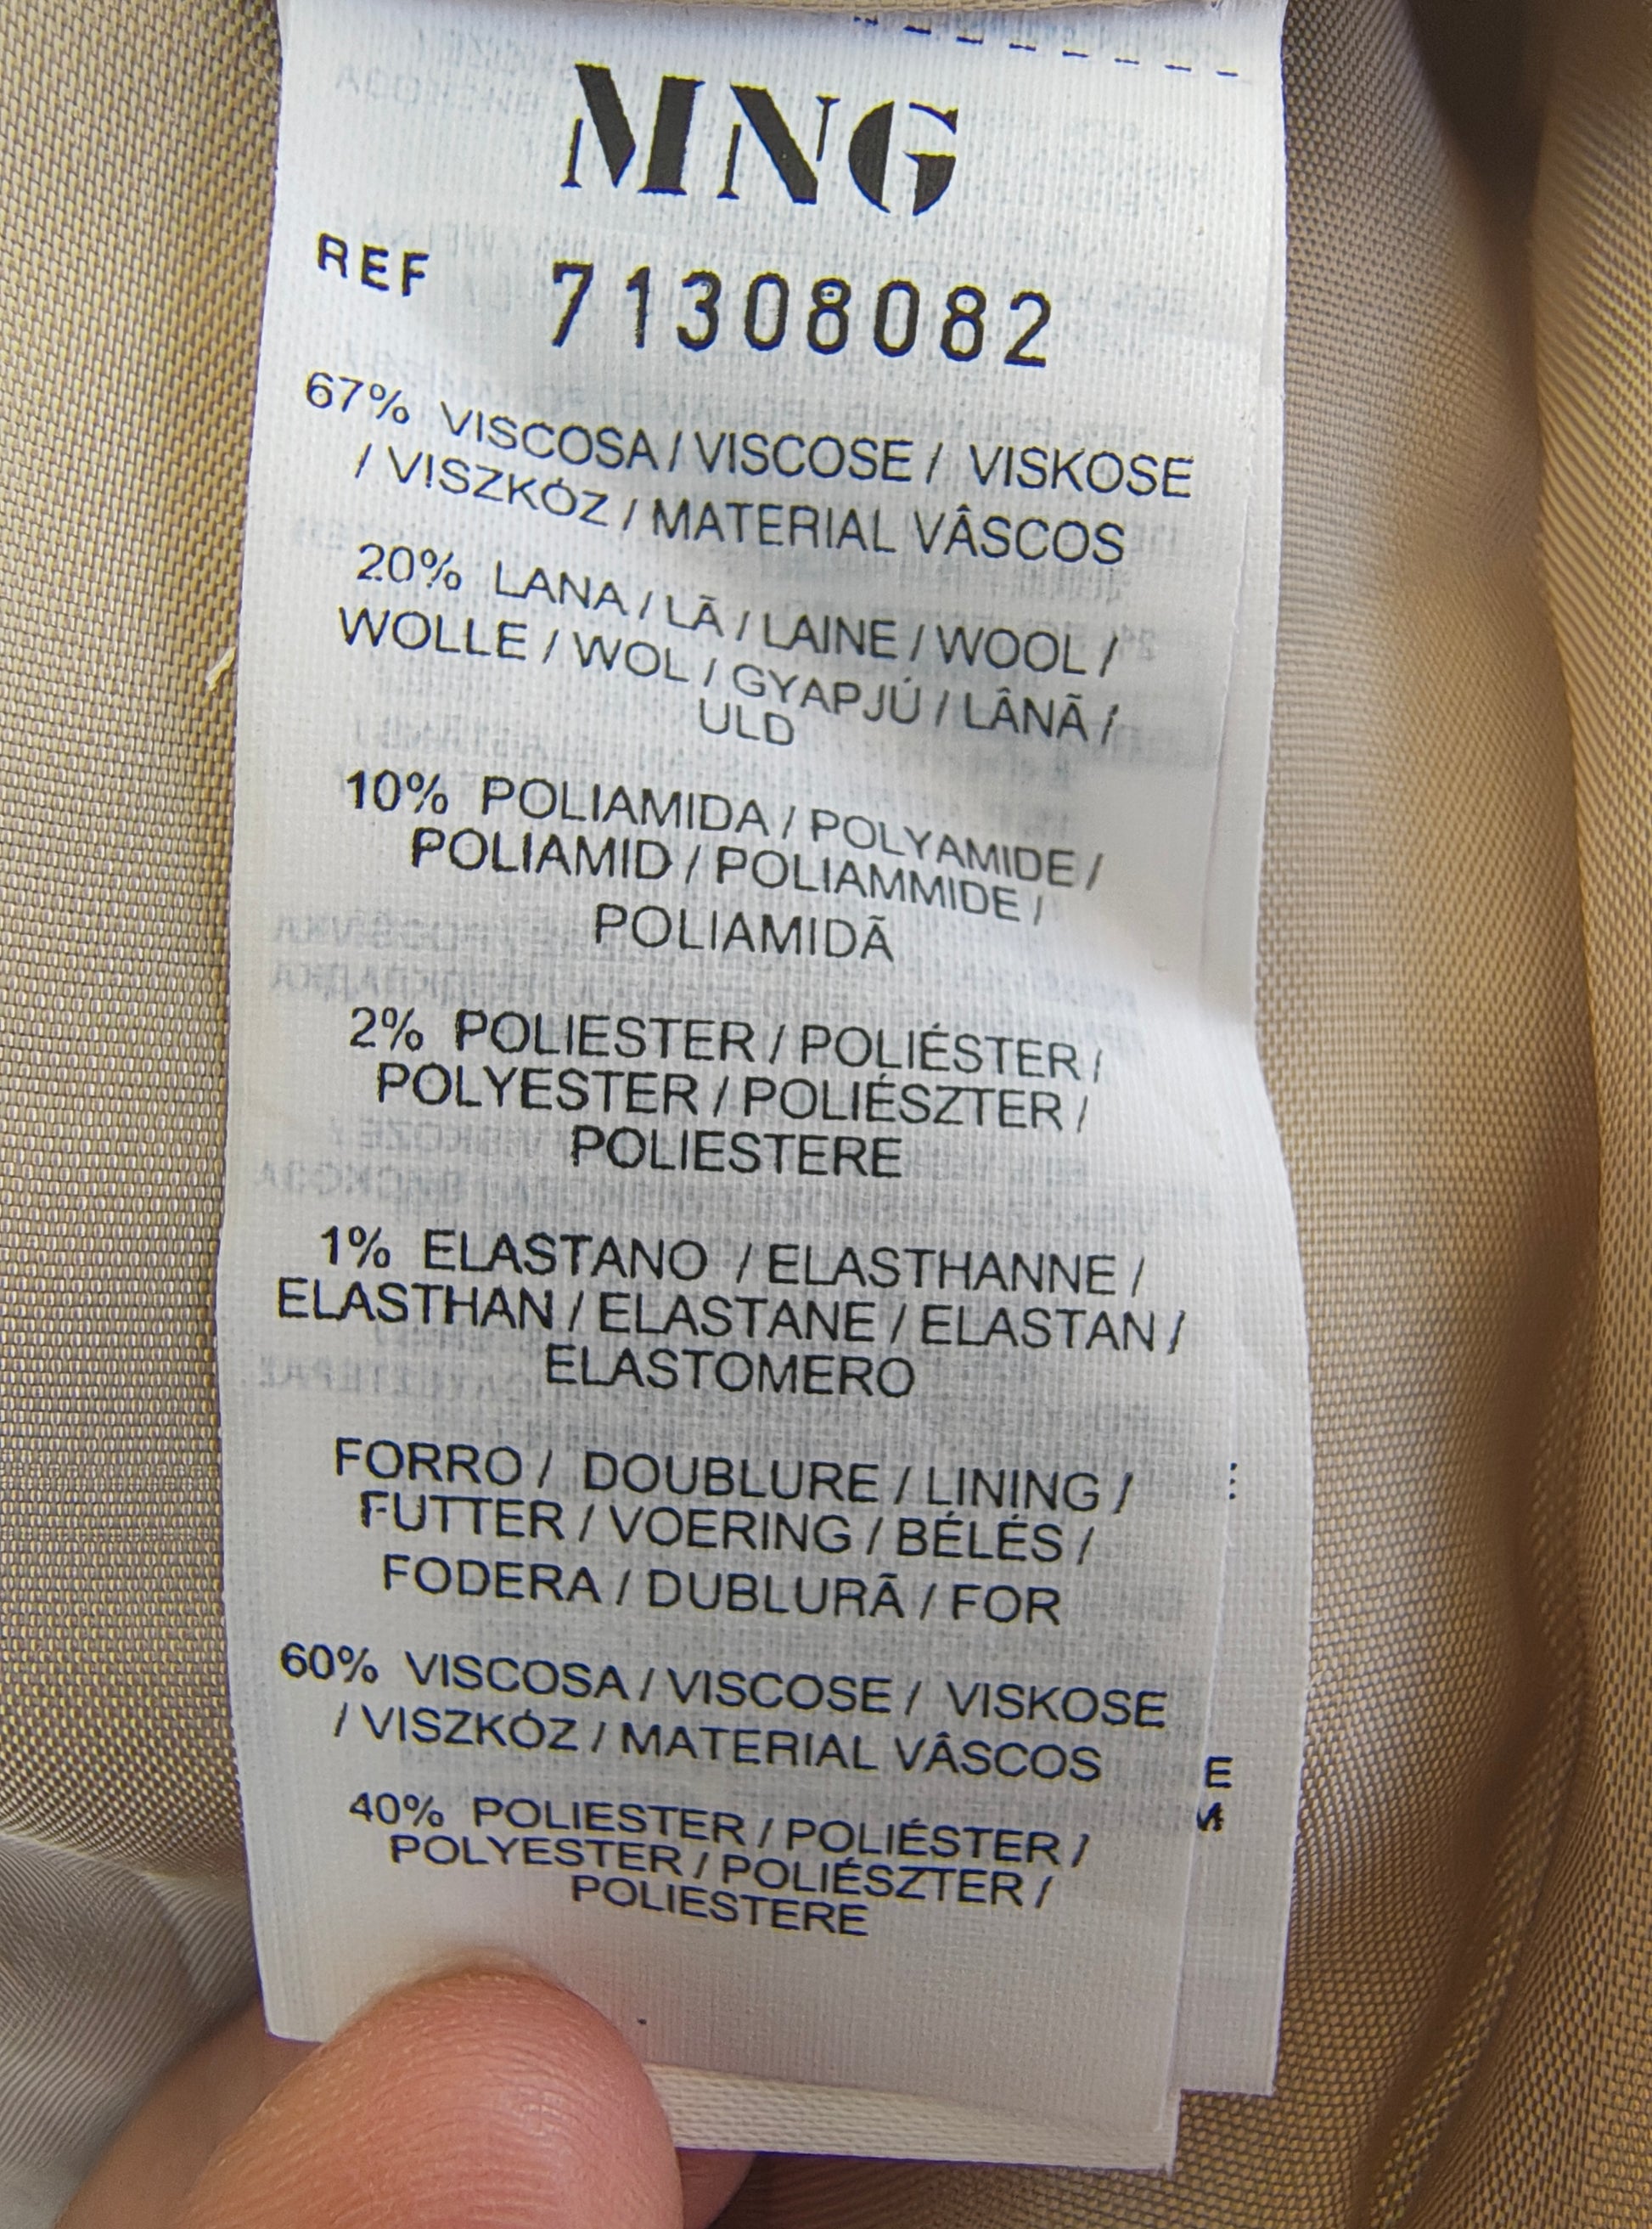 MNG
REF 71308082
67% VISCOSA / VISCOSE / VISKOSE
/ VISZKÓZ / MATERIAL VÂSCOS
20% LANA / LÃ / LAINE / WOOL /
WOLLE / WOL / GYAPJÚ / LÂNÃ /
ULD
10% POLIAMIDA / POLYAMIDE /
POLIAMID / POLIAMMIDE /
POLIAMIDÃ
2% POLIESTER / POLIÉSTER /
POLYESTER / POLIÉSZTER /
POLIESTERE
1% ELASTANO / ELASTHANNE /
ELASTHAN / ELASTANE / ELASTAN /
ELASTOMERO
FORRO / DOUBLURE / LINING /
FUTTER / VOERING / BÉLÉS /
FODERA / DUBLURÃ / FOR
60% VISCOSA / VISCOSE / VISKOSE
/ VISZKÓZ / MATERIAL VÂSCOS
40% POLIESTER / POLIÉSTER /
POLYESTER / POLIÉSZTER /
POLIESTERE
E
M